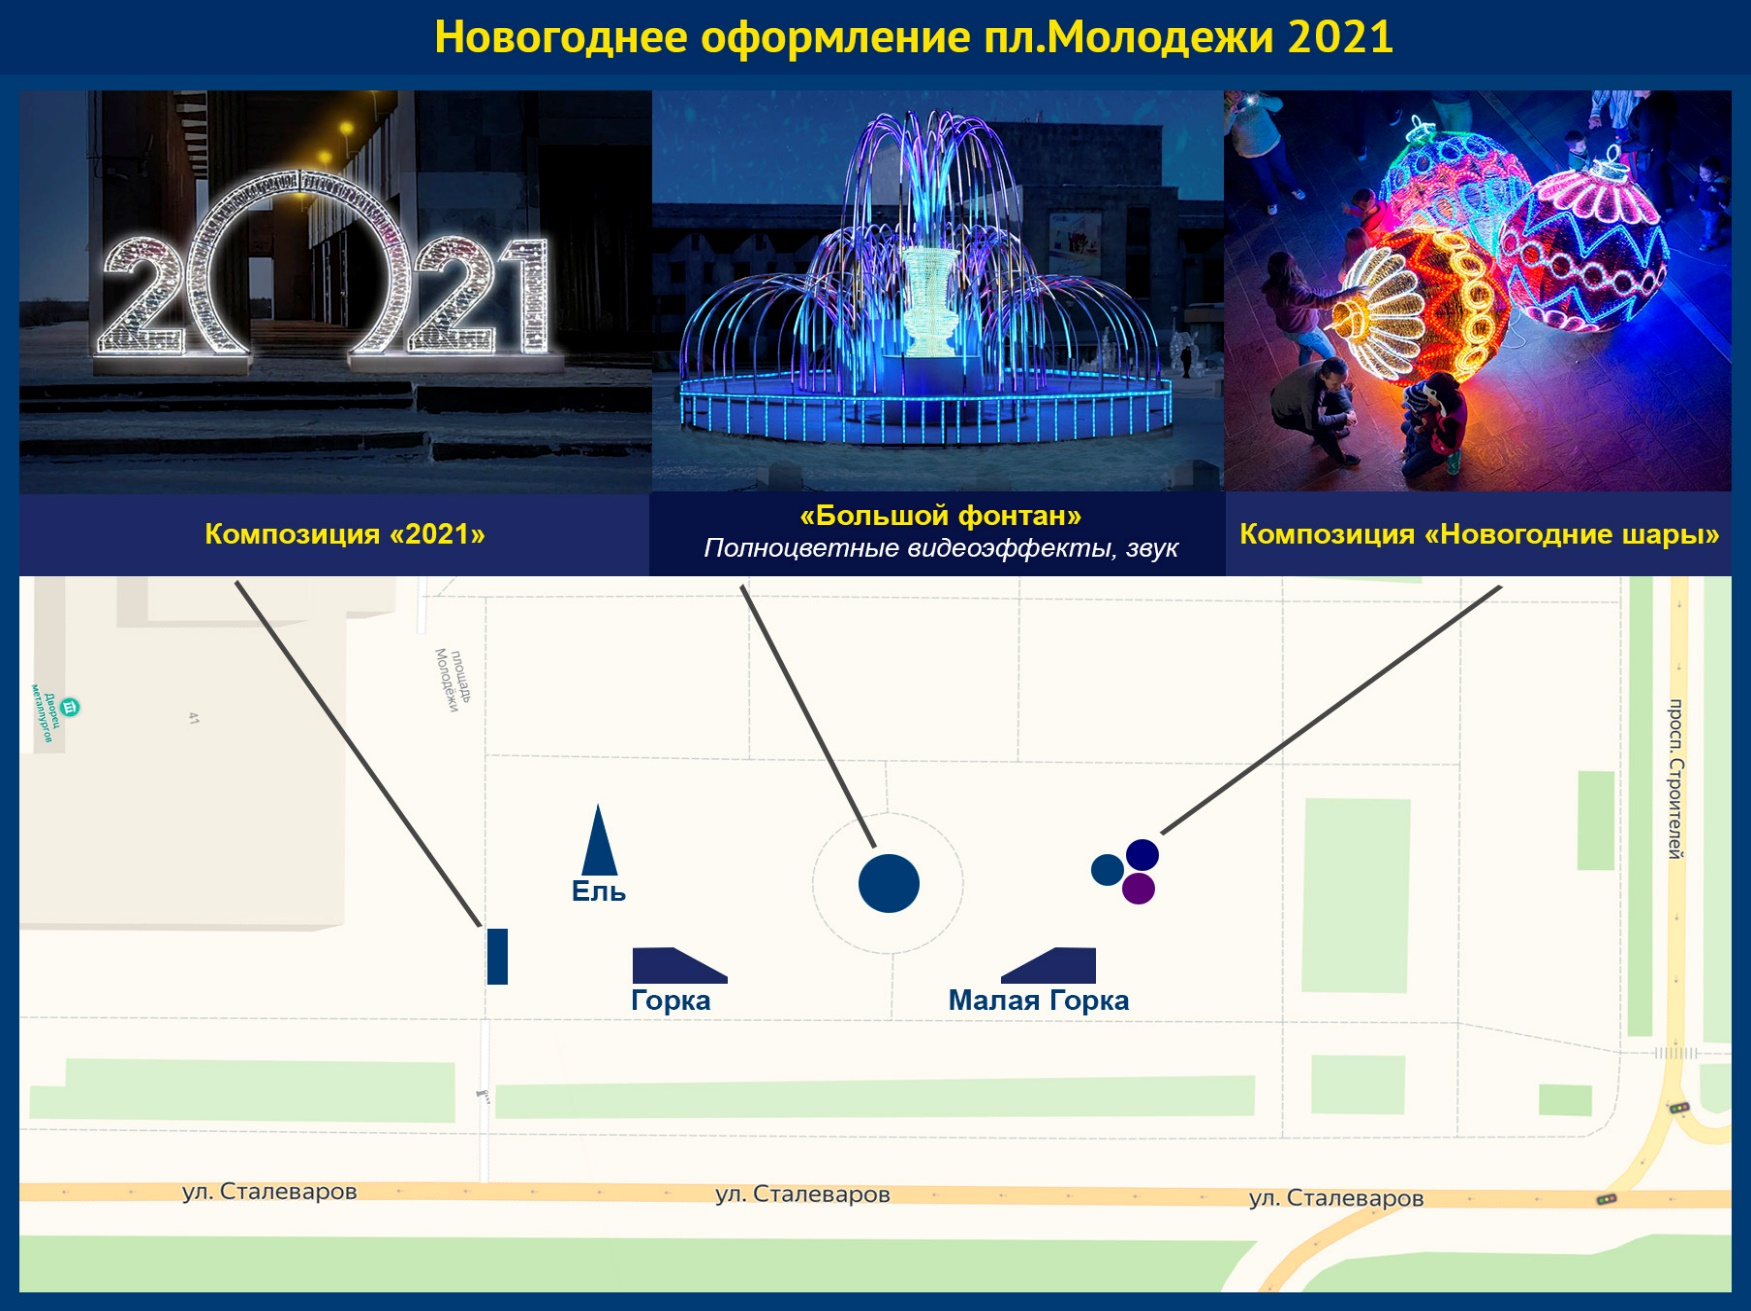 Новогоднее оформление пл.Молодежи 2021
2021
Композиция «2021»
«Большой фонтан»
Полноцветные видеоэффекты, звук
Композиция «Новогодние шары»
площадь
Молодёжи
Дворец
металлургов
41
просп. Строителей
Ель
Горка
Малая Горка
ул. Сталеваров
ул. Сталеваров
ул. Сталеваров